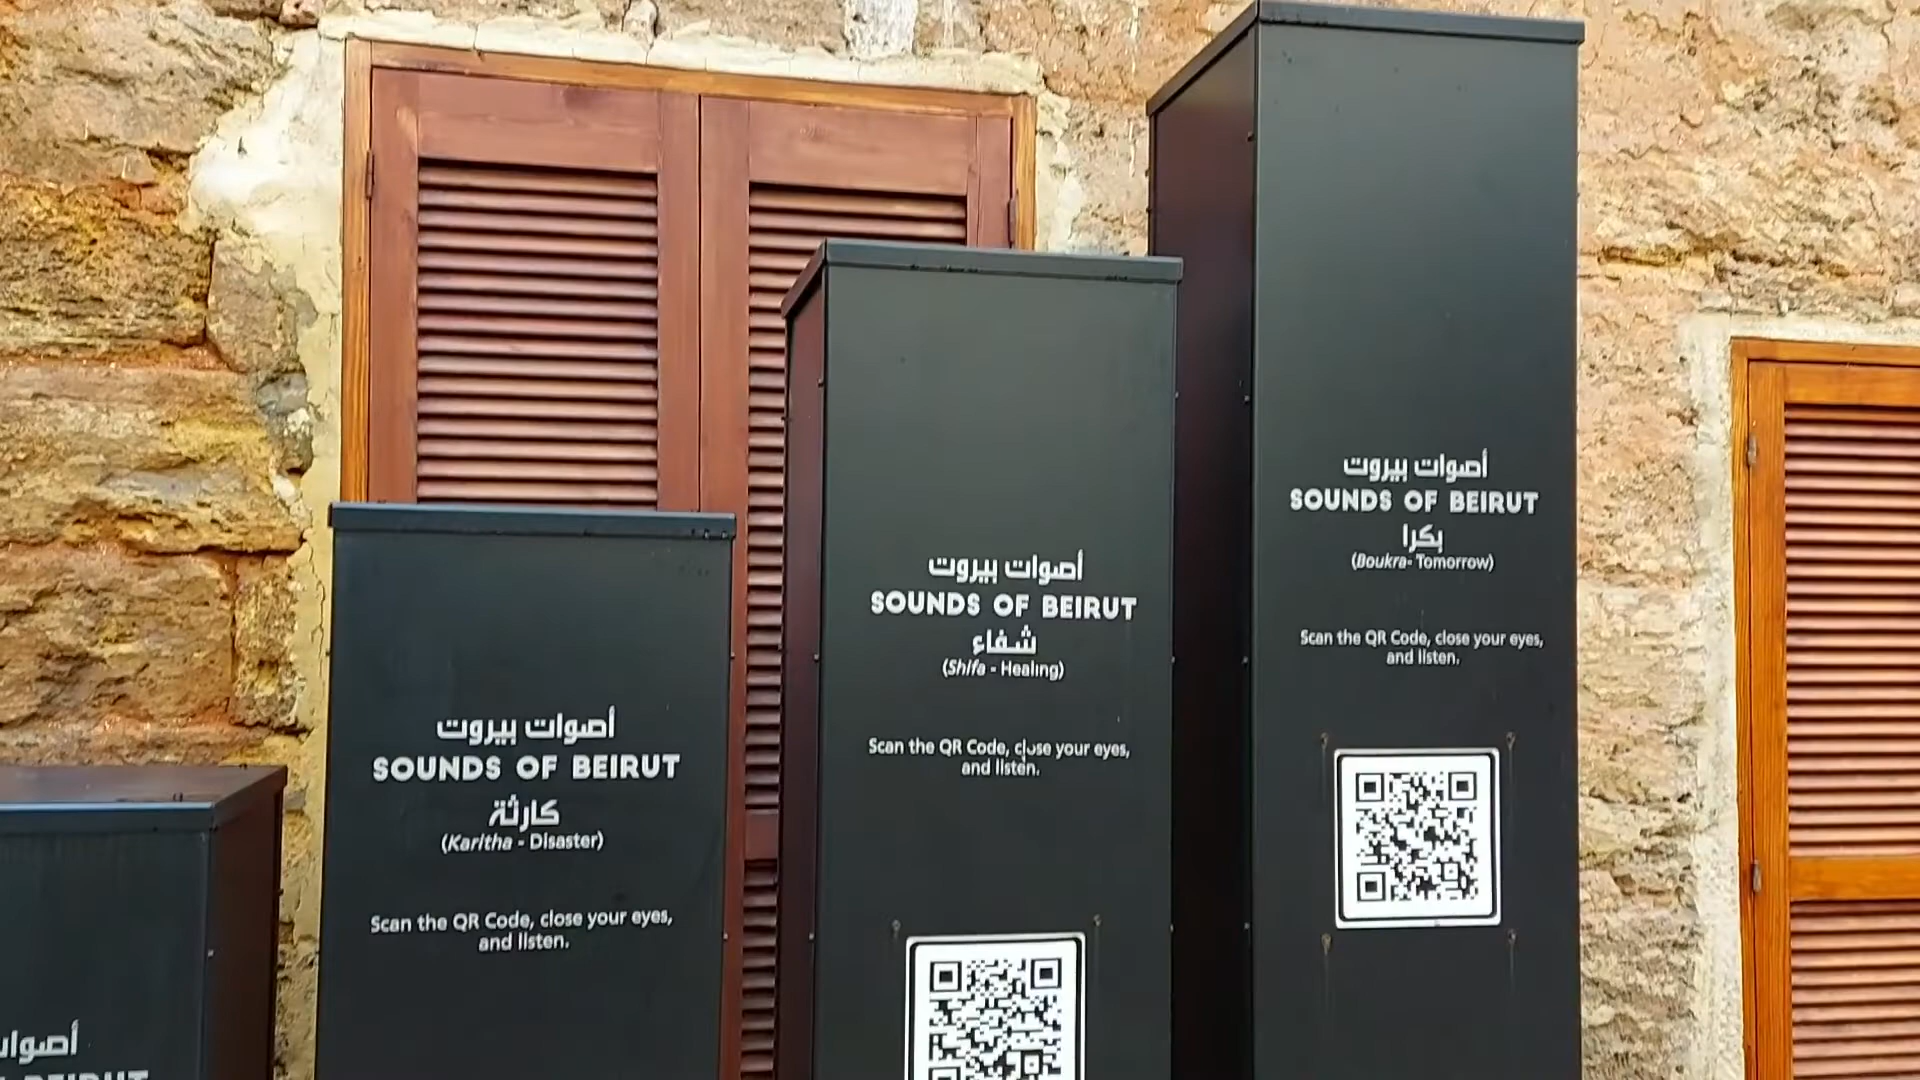 أصوات بيروت
SOUNDS OF BEIRUT
كارثة
(Karitha - Disaster)
Scan the QR Code, close your eyes,
and listen.
أصوات بيروت
SOUNDS OF BEIRUT
شفاء
(Shifa - Healing)
Scan the QR Code, close your eyes,
and listen.
أصوات بيروت
SOUNDS OF BEIRUT
بكرا
(Boukra- Tomorrow)
Scan the QR Code, close your eyes,
and listen.